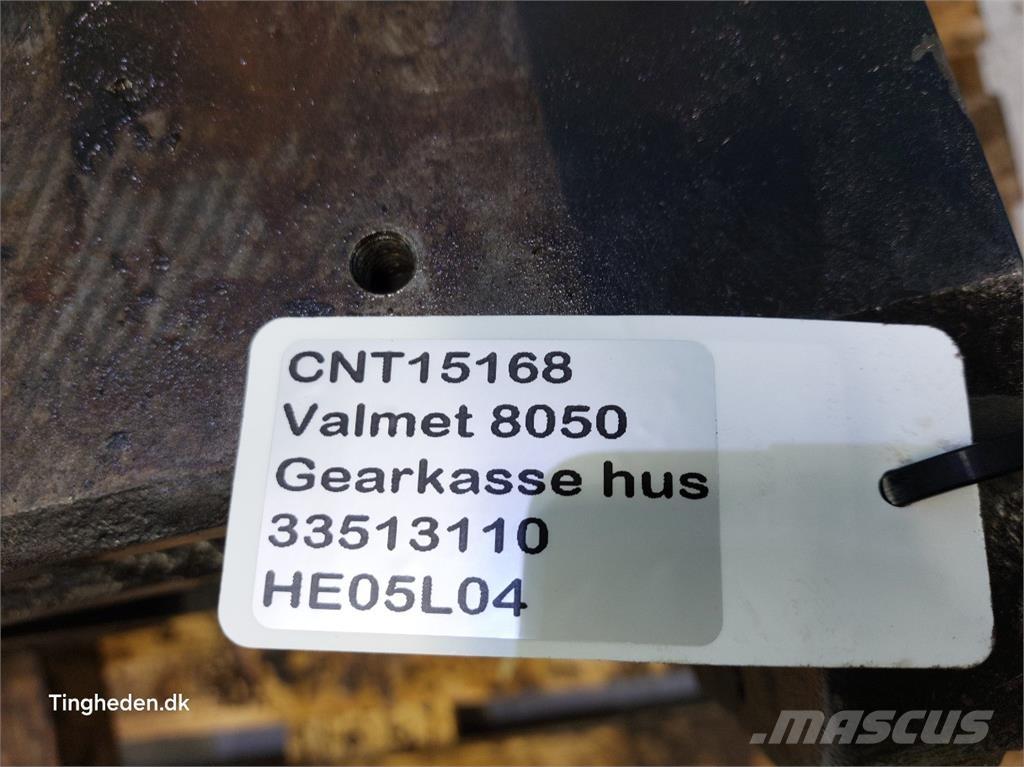 CNT15168
Valmet 8050
Gearkasse hus
33513110
HE05L04
Tingheden.dk
MASCUS